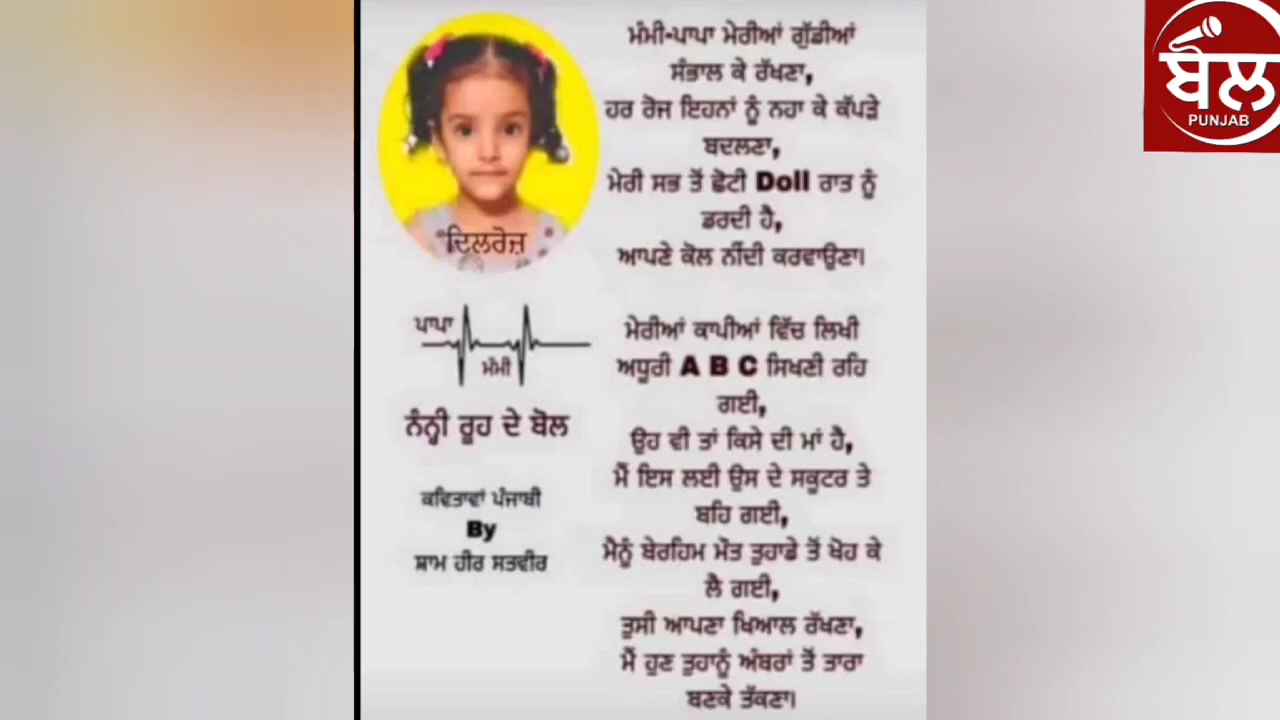 ਬੋਲ
PUNJAB
ਦਿਲਰੋਜ਼
ਪਾਪਾ
ਮੰਮੀ
ਨੰਨ੍ਹੀ ਰੂਹ ਦੇ ਬੋਲ
ਕਵਿਤਾਵਾਂ ਪੰਜਾਬੀ
By
ਸ਼ਾਮ ਹੀਰ ਸਤਵੀਰ
ਮੰਮੀ-ਪਾਪਾ ਮੇਰੀਆਂ ਗੁੱਡੀਆਂ
ਸੰਭਾਲ ਕੇ ਰੱਖਣਾ,
ਹਰ ਰੋਜ ਇਹਨਾਂ ਨੂੰ ਨਹਾ ਕੇ ਕੱਪੜੇ
ਬਦਲਣਾ,
ਮੇਰੀ ਸਭ ਤੋਂ ਛੋਟੀ Doll ਰਾਤ ਨੂੰ
ਡਰਦੀ ਹੈ,
ਆਪਣੇ ਕੋਲ ਨੀਂਦੀ ਕਰਵਾਉਣਾ।
ਮੇਰੀਆਂ ਕਾਪੀਆਂ ਵਿੱਚ ਲਿਖੀ
ਅਧੂਰੀ A B C ਸਿਖਣੀ ਰਹਿ
ਗਈ,
ਉਹ ਵੀ ਤਾਂ ਕਿਸੇ ਦੀ ਮਾਂ ਹੈ,
ਮੈਂ ਇਸ ਲਈ ਉਸ ਦੇ ਸਕੂਟਰ ਤੇ
ਬਹਿ ਗਈ,
ਮੈਨੂੰ ਬੇਰਹਿਮ ਮੌਤ ਤੁਹਾਡੇ ਤੋਂ ਖੋਹ ਕੇ
ਲੈ ਗਈ,
ਤੁਸੀ ਆਪਣਾ ਖਿਆਲ ਰੱਖਣਾ,
ਮੈਂ ਹੁਣ ਤੁਹਾਨੂੰ ਅੰਬਰਾਂ ਤੋਂ ਤਾਰਾ
ਬਣਕੇ ਤੱਕਣਾ।